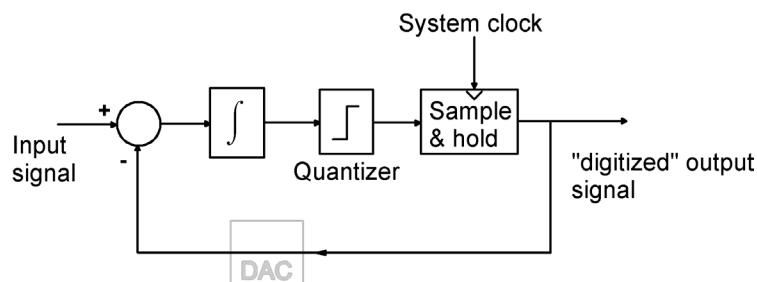 System clock
+
∫
Sample
& hold
Input
signal
-
Quantizer
"digitized" output
signal
DAC